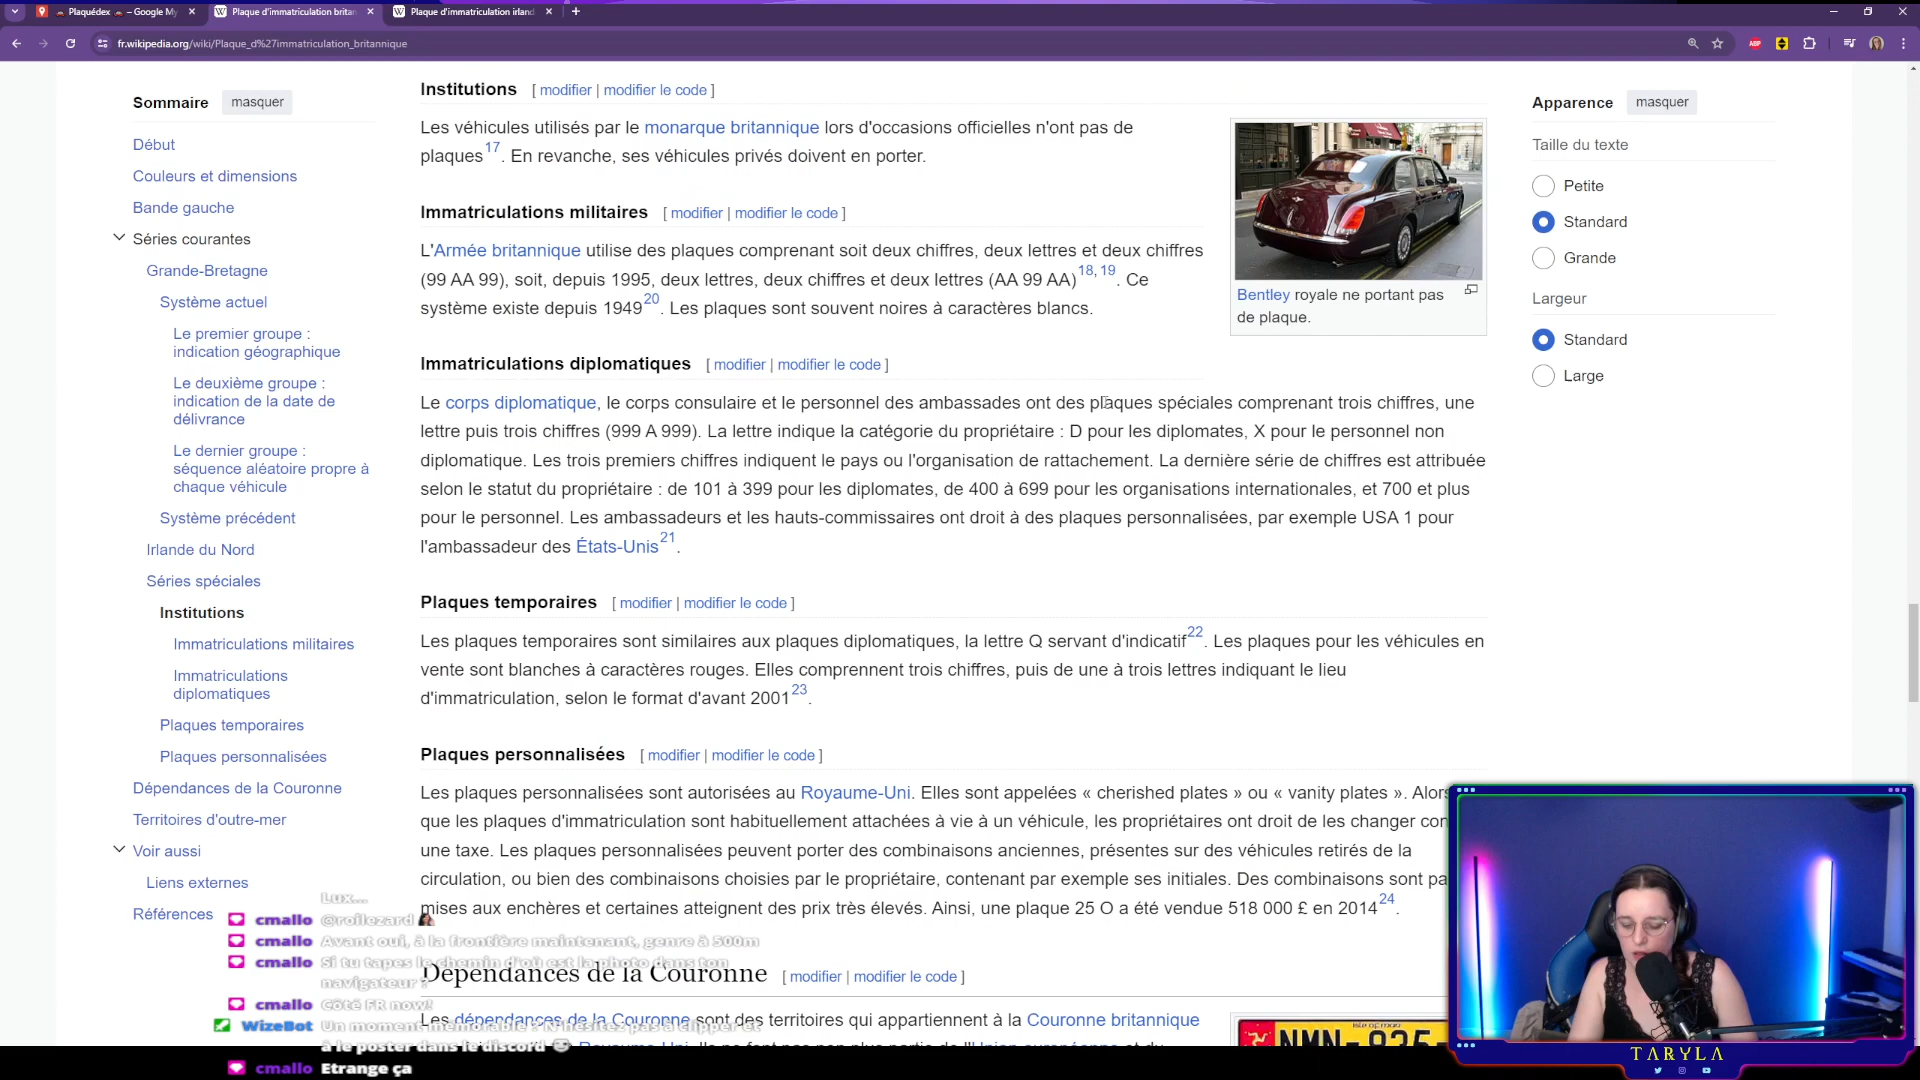 Plaquédex 🚗 – Google My
Plaque d'immatriculation britan
Plaque d'immatriculation irland
fr.wikipedia.org/wiki/Plaque_d%27immatriculation_britannique
ABP
Sommaire masquer
Début
Couleurs et dimensions
Bande gauche
Séries courantes
Grande-Bretagne
Système actuel
Le premier groupe :
indication géographique
Le deuxième groupe :
indication de la date de
délivrance
Le dernier groupe :
séquence aléatoire propre à
chaque véhicule
Système précédent
Irlande du Nord
Séries spéciales
Institutions
Immatriculations militaires
Immatriculations
diplomatiques
Plaques temporaires
Plaques personnalisées
Dépendances de la Couronne
Territoires d'outre-mer
Voir aussi
Liens externes
Références
Institutions [ modifier | modifier le code ]
Les véhicules utilisés par le monarque britannique lors d'occasions officielles n'ont pas de
plaques17. En revanche, ses véhicules privés doivent en porter.
Bentley royale ne portant pas
de plaque.
Immatriculations militaires [ modifier | modifier le code ]
L'Armée britannique utilise des plaques comprenant soit deux chiffres, deux lettres et deux chiffres
(99 AA 99), soit, depuis 1995, deux lettres, deux chiffres et deux lettres (AA 99 AA)18, 19. Ce
système existe depuis 194920. Les plaques sont souvent noires à caractères blancs.
Immatriculations diplomatiques [ modifier | modifier le code ]
Le corps diplomatique, le corps consulaire et le personnel des ambassades ont des plaques spéciales comprenant trois chiffres, une
lettre puis trois chiffres (999 A 999). La lettre indique la catégorie du propriétaire : D pour les diplomates, X pour le personnel non
diplomatique. Les trois premiers chiffres indiquent le pays ou l'organisation de rattachement. La dernière série de chiffres est attribuée
selon le statut du propriétaire : de 101 à 399 pour les diplomates, de 400 à 699 pour les organisations internationales, et 700 et plus
pour le personnel. Les ambassadeurs et les hauts-commissaires ont droit à des plaques personnalisées, par exemple USA 1 pour
l'ambassadeur des États-Unis21.
Plaques temporaires [ modifier | modifier le code ]
Les plaques temporaires sont similaires aux plaques diplomatiques, la lettre Q servant d'indicatif22. Les plaques pour les véhicules en
vente sont blanches à caractères rouges. Elles comprennent trois chiffres, puis de une à trois lettres indiquant le lieu
d'immatriculation, selon le format d'avant 200123.
Plaques personnalisées [ modifier | modifier le code ]
Les plaques personnalisées sont autorisées au Royaume-Uni. Elles sont appelées « cherished plates » ou « vanity plates ». Alors
que les plaques d'immatriculation sont habituellement attachées à vie à un véhicule, les propriétaires ont droit de les changer con
une taxe. Les plaques personnalisées peuvent porter des combinaisons anciennes, présentes sur des véhicules retirés de la
circulation, ou bien des combinaisons choisies par le propriétaire, contenant par exemple ses initiales. Des combinaisons sont pa
mises aux enchères et certaines atteignent des prix très élevés. Ainsi, une plaque 25 O a été vendue 518 000 £ en 201424.
Dépendances de la Couronne [ modifier | modifier le code ]
Les dépendances de la Couronne sont des territoires qui appartiennent à la Couronne britannique
Apparence masquer
Taille du texte
Petite
Standard
Grande
Largeur
Standard
Large
Lux...
cmallo @roilezard
cmallo Avant oui, à la frontière maintenant, genre à 500m
cmallo Si tu tapes le chemin d'où est la photo dans ton
navigateur ?
cmallo Côté FR now!
WizeBot Un moment mémorable ? N'hésitez pas à clipper et
à le poster dans le discord
cmallo Etrange ça
ISLE OF MAN
NMN-925
TARYLA